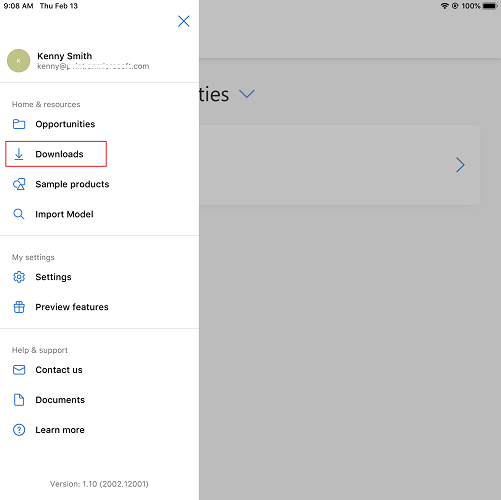 9:08 AM Thu Feb 13
100%
Kenny Smith
kenny@
.com
ties
K
Home & resources
Opportunities
Downloads
Sample products
Import Model
My settings
Settings
Preview features
Help & support
Contact us
Documents
Learn more
Version: 1.10 (2002.12001)